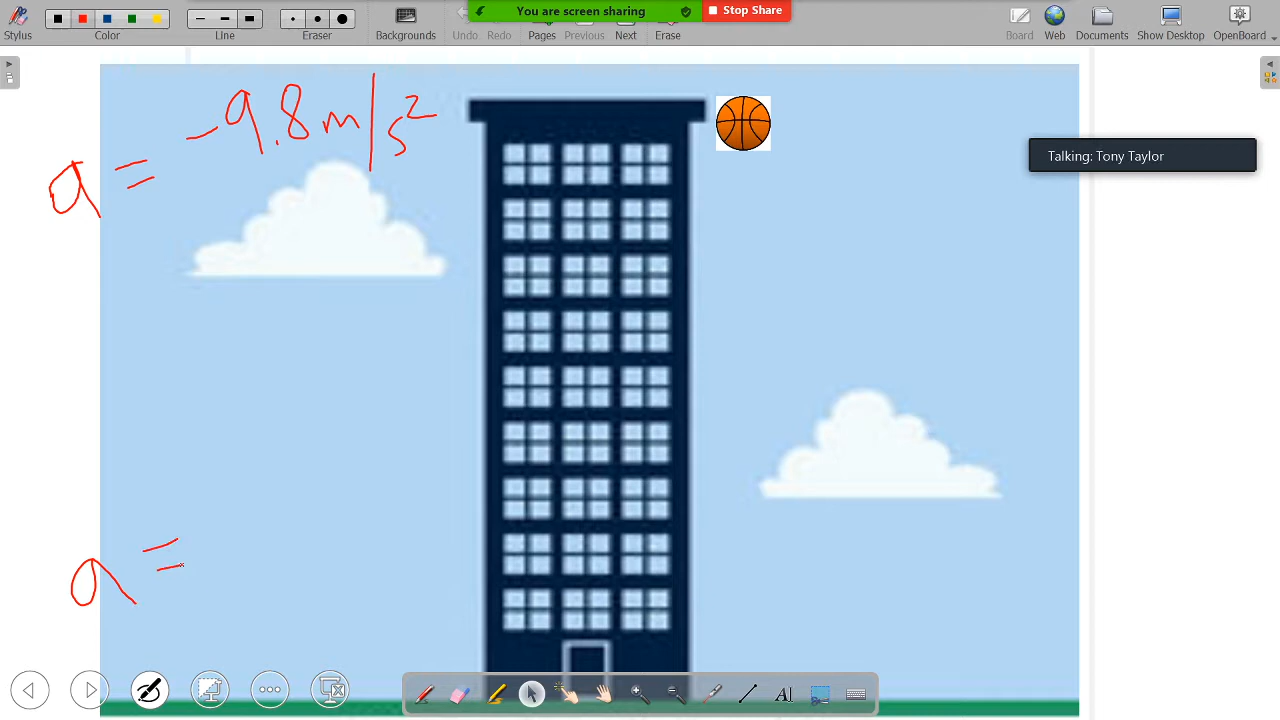 You are screen sharing
Stop Share
Stylus
Color
Line
Eraser
Backgrounds
Undo
Redo
Pages
Previous
Next
Erase
Board
Web
Documents
Show Desktop
OpenBoard
a = -9.8 m/s²
Talking: Tony Taylor
a =
A